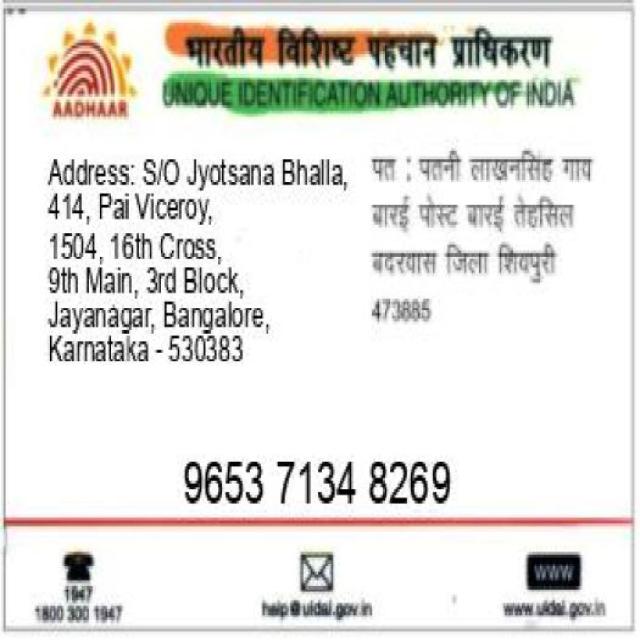 भारतीय विशिष्ट पहचान प्राधिकरण
UNIQUE IDENTIFICATION AUTHORITY OF INDIA
AADHAAR
Address: S/O Jyotsana Bhalla,
414, Pai Viceroy,
1504, 16th Cross,
9th Main, 3rd Block,
Jayanagar, Bangalore,
Karnataka - 530383
पत : पतनी लाखनसिंह गाय
बारई पोस्ट बारई तेहसिल
बदरवास जिला शिवपुरी
473885
9653 7134 8269
1947
1800 300 1947
help@uidai.gov.in
WWW
www.uidai.gov.in